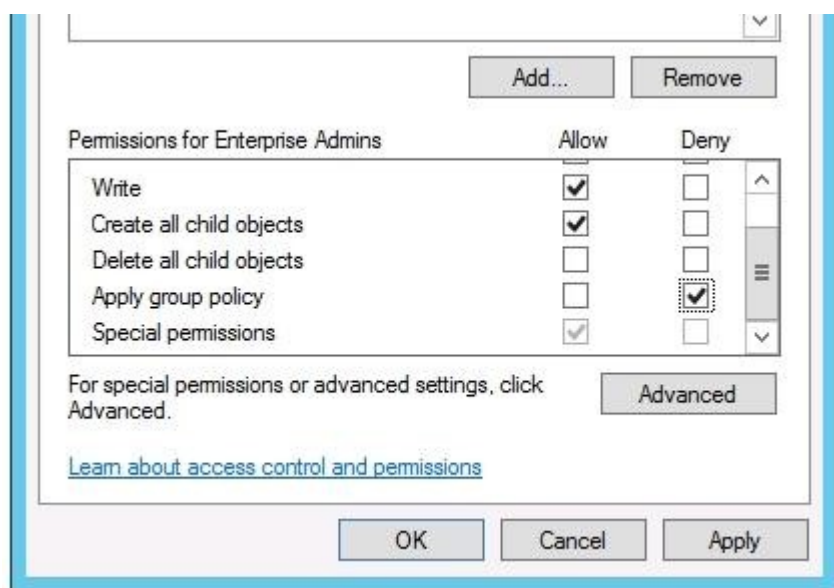 Add... Remove
Permissions for Enterprise Admins Allow Deny
Write
Create all child objects
Delete all child objects
Apply group policy
Special permissions
For special permissions or advanced settings, click
Advanced.
Advanced
Learn about access control and permissions
OK Cancel Apply